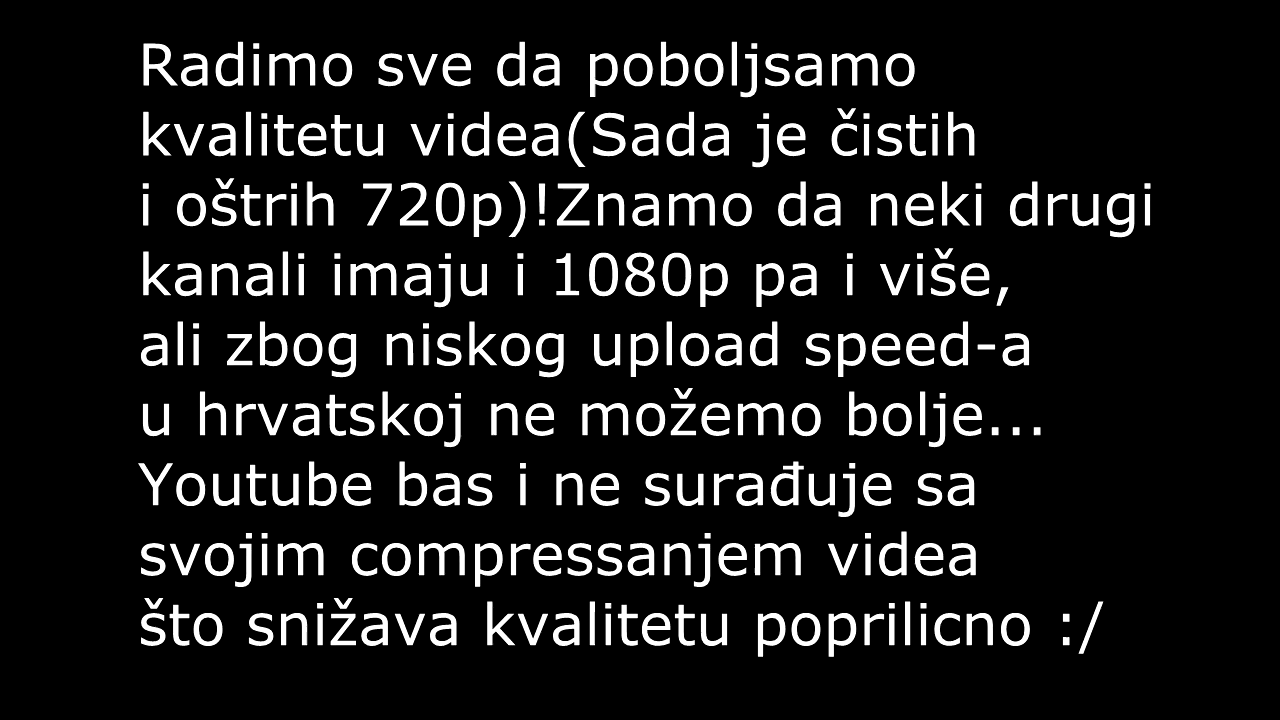 Radimo sve da poboljsamo
kvalitetu videa(Sada je čistih
i oštrih 720p)!Znamo da neki drugi
kanali imaju i 1080p pa i više,
ali zbog niskog upload speed-a
u hrvatskoj ne možemo bolje...
Youtube bas i ne surađuje sa
svojim compressanjem videa
što snižava kvalitetu poprilicno :/